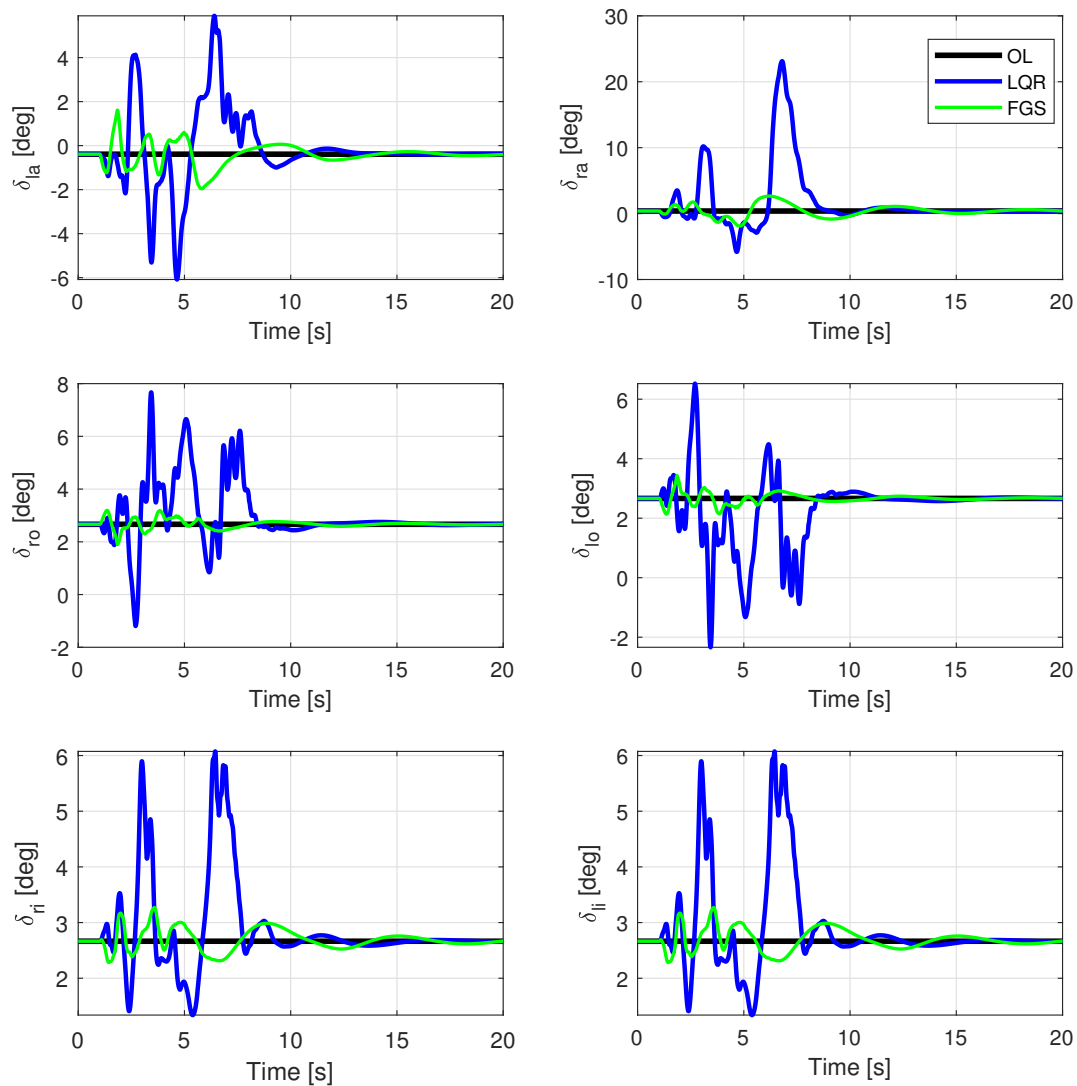 4
2
0
-2
-4
-6
δla [deg]
0 5 10 15 20
Time [s]
30
20
10
0
-10
δra [deg]
0 5 10 15 20
Time [s]
OL
LQR
FGS
8
6
4
2
0
-2
δro [deg]
0 5 10 15 20
Time [s]
6
4
2
0
-2
δlo [deg]
0 5 10 15 20
Time [s]
6
5
4
3
2
δri [deg]
0 5 10 15 20
Time [s]
6
5
4
3
2
δli [deg]
0 5 10 15 20
Time [s]